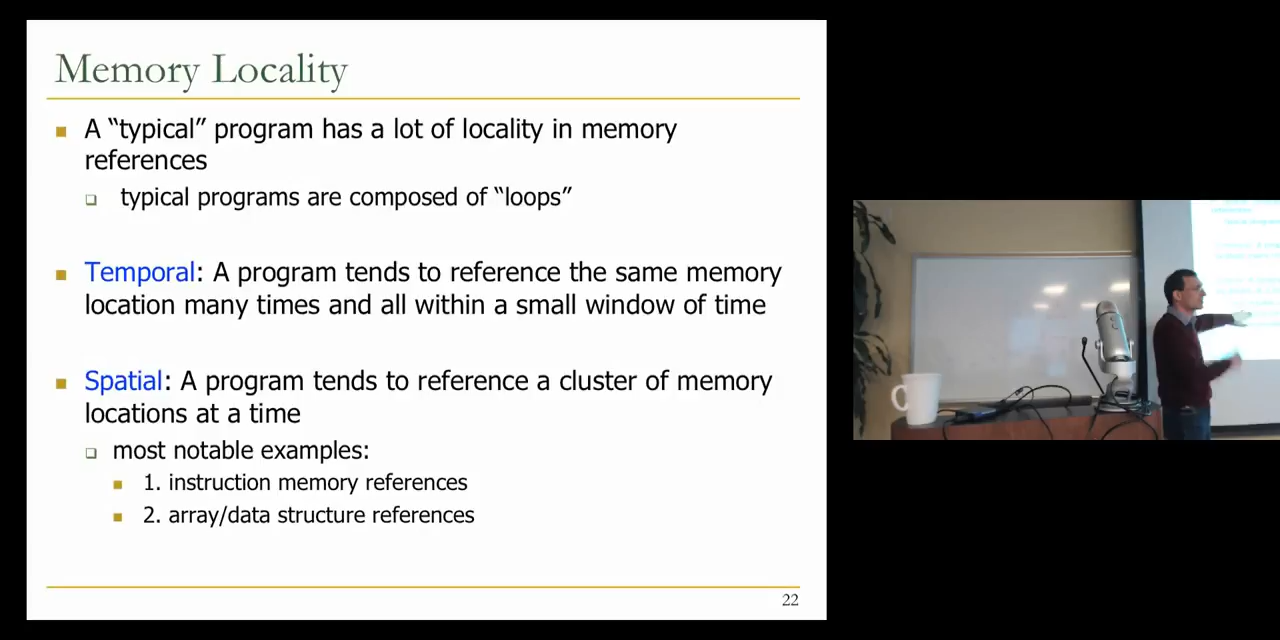 Memory Locality
A “typical” program has a lot of locality in memory
references
typical programs are composed of “loops”
Temporal: A program tends to reference the same memory
location many times and all within a small window of time
Spatial: A program tends to reference a cluster of memory
locations at a time
most notable examples:
1. instruction memory references
2. array/data structure references
22